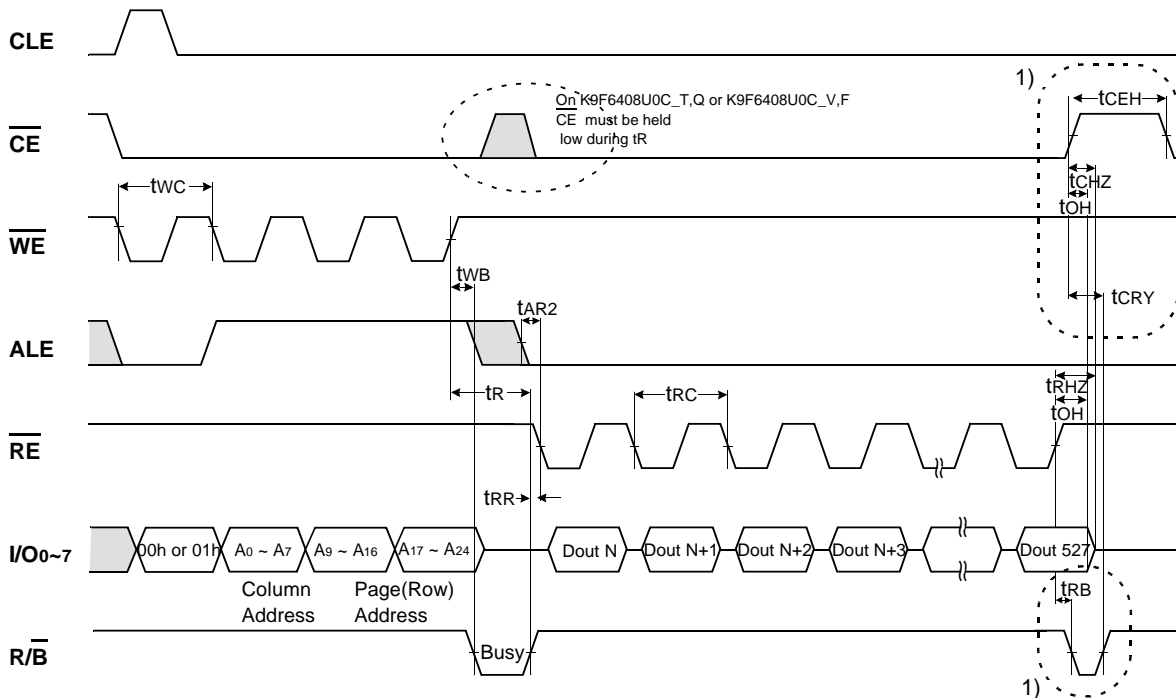 CLE
1)
tCEH
On K9F6408U0C_T,Q or K9F6408U0C_V,F
CE must be held
low during tR
CE
tCHZ
tOH
tWC
WE
tWB
tCRY
tAR2
ALE
tR
tRC
tRHZ
tOH
RE
tRR
I/O0~7
00h or 01h
A0 ~ A7
A9 ~ A16
A17 ~ A24
Dout N
Dout N+1
Dout N+2
Dout N+3
Dout 527
Column
Address
Page(Row)
Address
tRB
R/B
Busy
1)